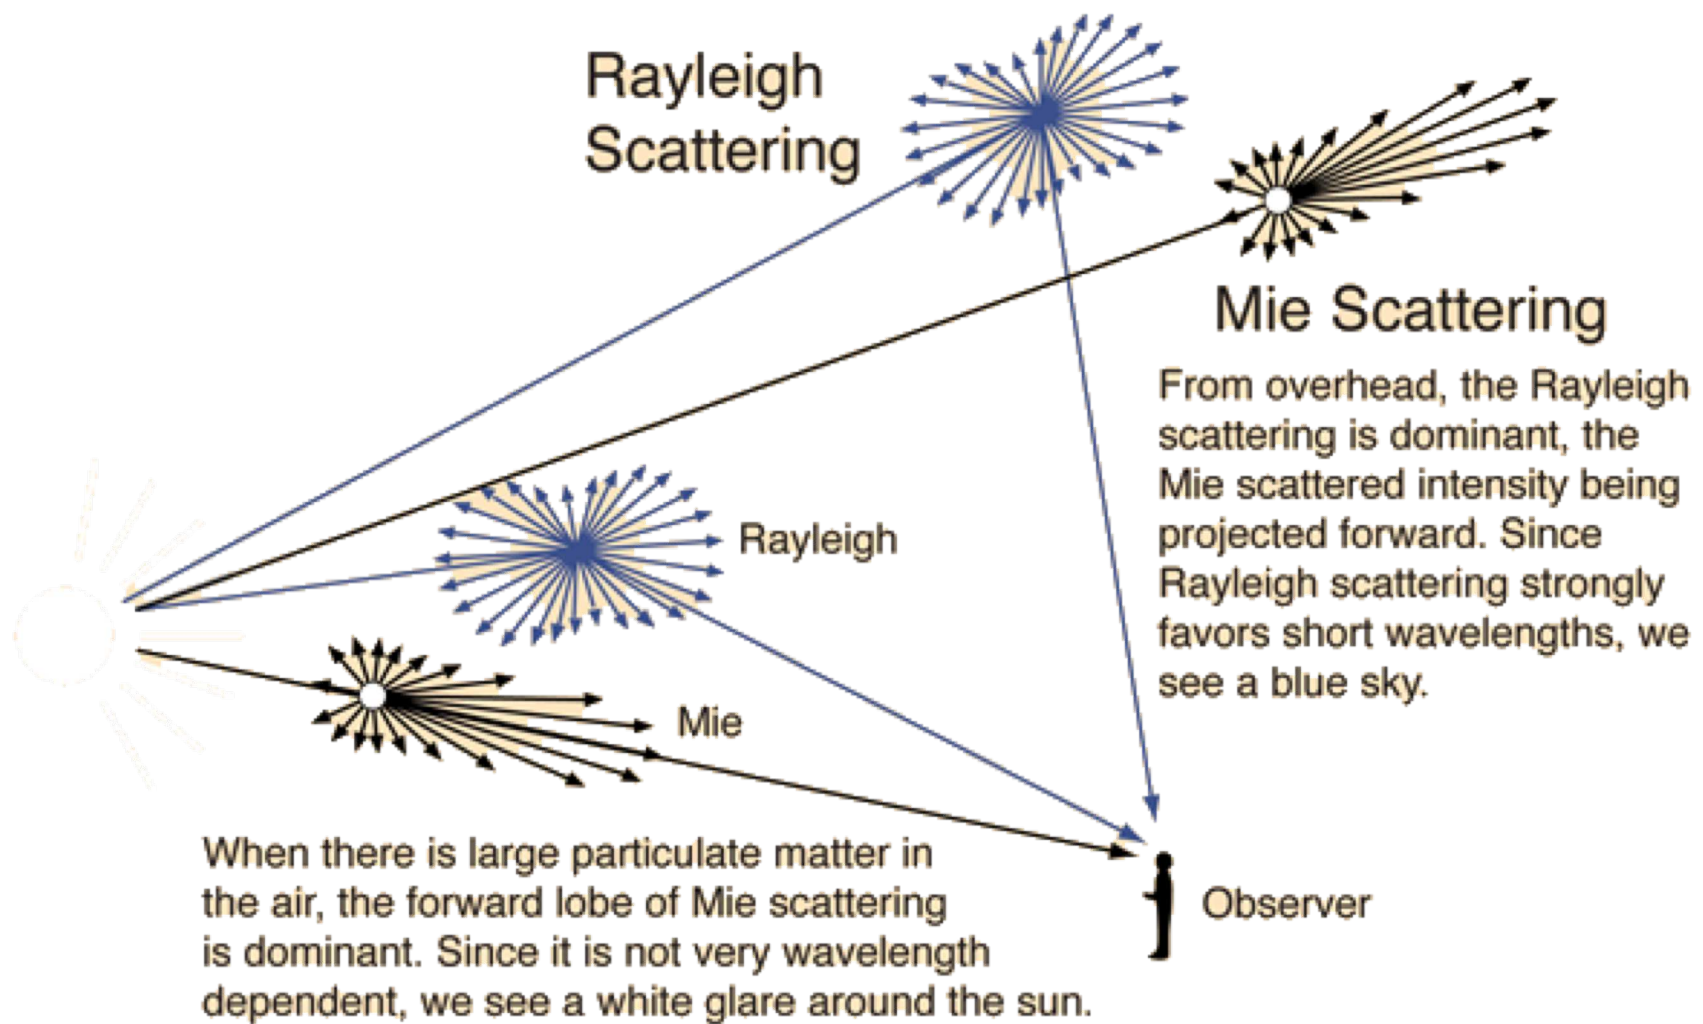 Rayleigh
Scattering
Mie Scattering
From overhead, the Rayleigh
scattering is dominant, the
Mie scattered intensity being
projected forward. Since
Rayleigh scattering strongly
favors short wavelengths, we
see a blue sky.
Rayleigh
Mie
When there is large particulate matter in
the air, the forward lobe of Mie scattering
is dominant. Since it is not very wavelength
dependent, we see a white glare around the sun.
Observer